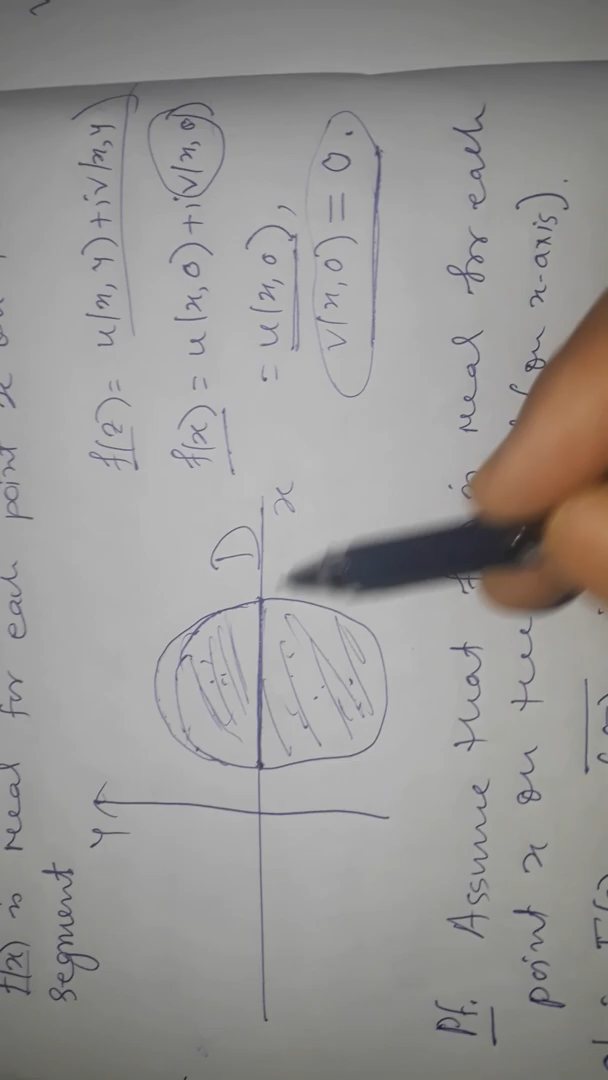 f(x) is real for each point x
segment
f(z) = u(x, y) + iv(x, y)
f(x) = u(x, 0) + i(v(x, 0)
= u(x, 0),
v(x, 0) = 0.
Y
D
x
Pf. Assume that is real for each
point x on the (on x-axis).